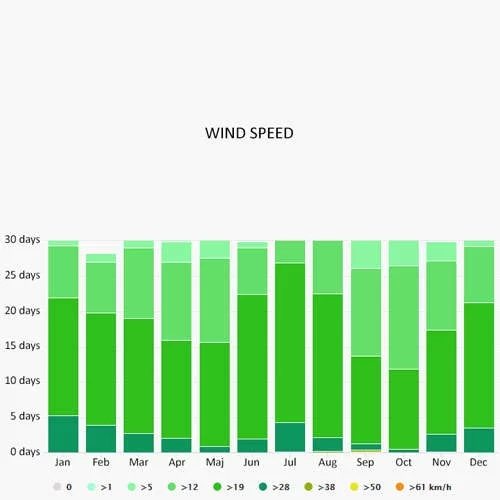 WIND SPEED
30 days
25 days
20 days
15 days
10 days
5 days
0 days
Jan Feb Mar Apr Maj Jun Jul Aug Sep Oct Nov Dec
0 >1 >5 >12 >19 >28 >38 >50 >61 km/h